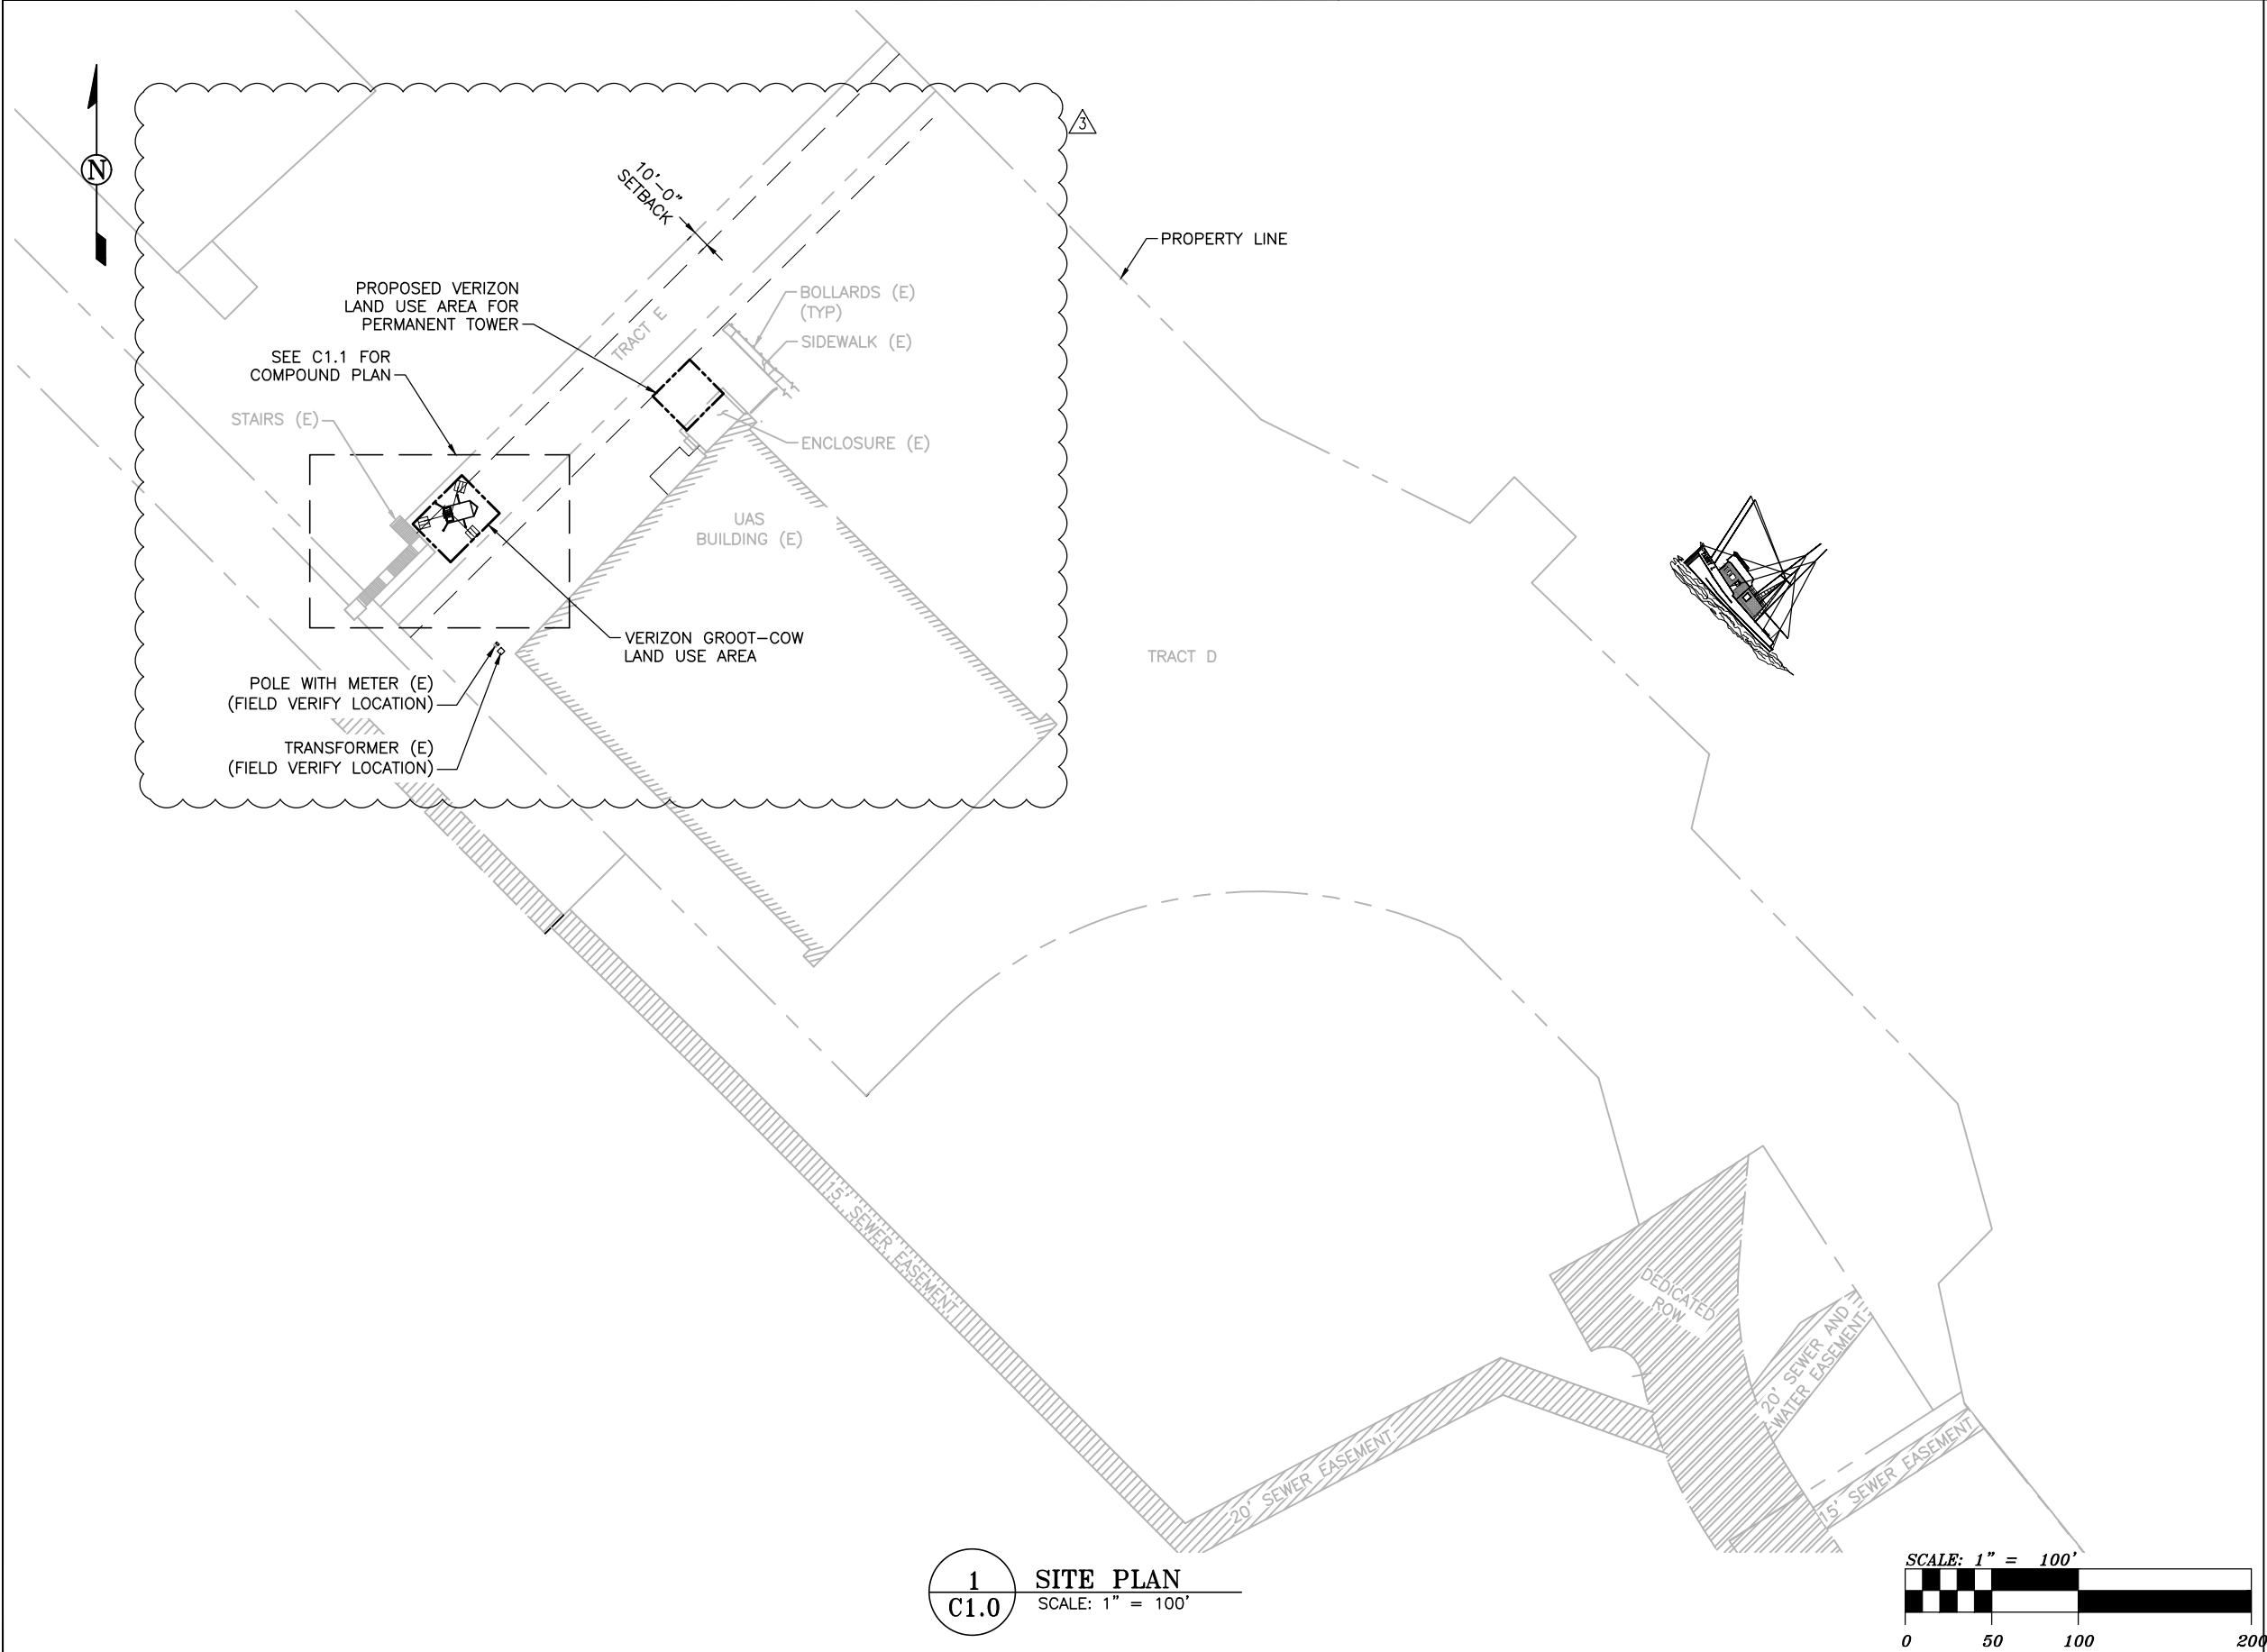 3
N
10'-0"
SETBACK
PROPERTY LINE
PROPOSED VERIZON
LAND USE AREA FOR
PERMANENT TOWER
BOLLARDS (E)
(TYP)
TRACT E
SIDEWALK (E)
SEE C1.1 FOR
COMPOUND PLAN
STAIRS (E)
ENCLOSURE (E)
UAS
BUILDING (E)
VERIZON GROOT-COW
LAND USE AREA
TRACT D
POLE WITH METER (E)
(FIELD VERIFY LOCATION)
TRANSFORMER (E)
(FIELD VERIFY LOCATION)
15' SEWER EASEMENT
DEDICATED
ROW
20' SEWER AND
WATER EASEMENT
20' SEWER EASEMENT
15' SEWER EASEMENT
1
C1.0
SITE PLAN
SCALE: 1" = 100'
SCALE: 1" = 100'
0 50 100 200